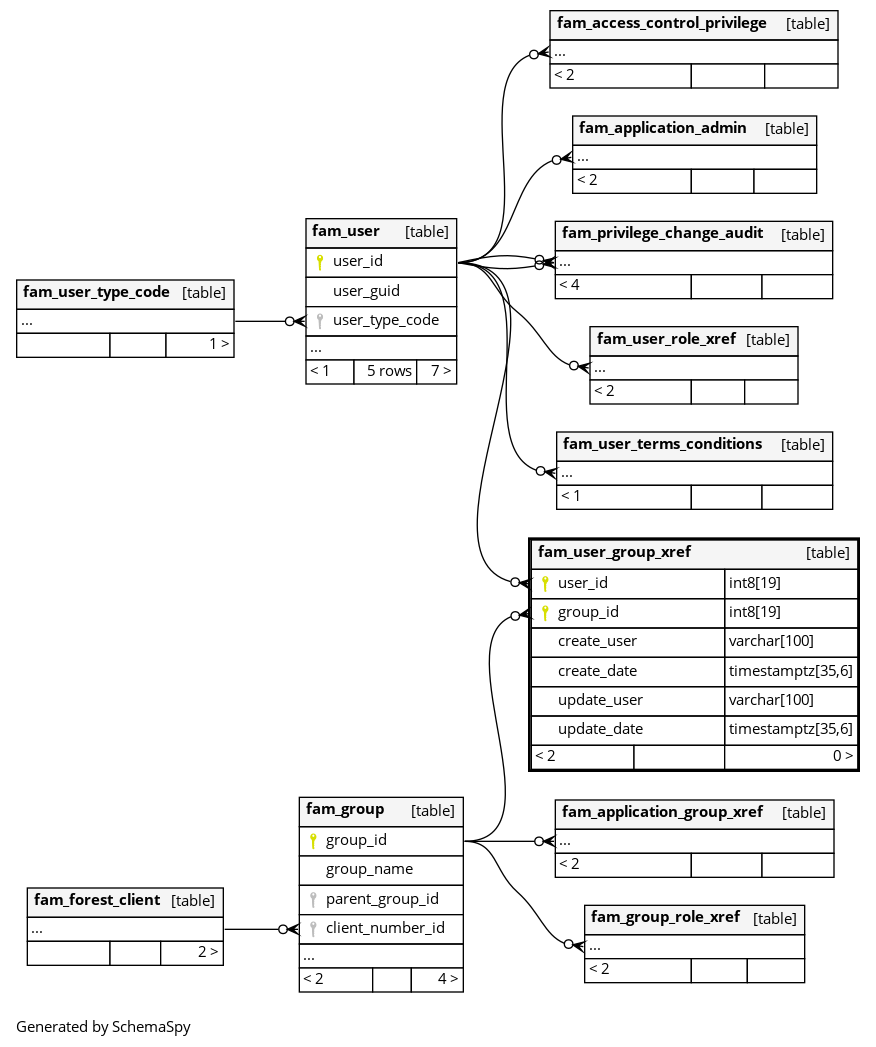 fam_access_control_privilege [table]
...
< 2
fam_application_admin [table]
...
< 2
fam_user [table]
user_id
user_guid
user_type_code
...
< 1 5 rows 7 >
fam_privilege_change_audit [table]
...
< 4
fam_user_type_code [table]
...
1 >
fam_user_role_xref [table]
...
< 2
fam_user_terms_conditions [table]
...
< 1
fam_user_group_xref [table]
user_id int8[19]
group_id int8[19]
create_user varchar[100]
create_date timestamptz[35,6]
update_user varchar[100]
update_date timestamptz[35,6]
< 2 0 >
fam_group [table]
group_id
group_name
parent_group_id
client_number_id
...
< 2 4 >
fam_application_group_xref [table]
...
< 2
fam_forest_client [table]
...
2 >
fam_group_role_xref [table]
...
< 2
Generated by SchemaSpy